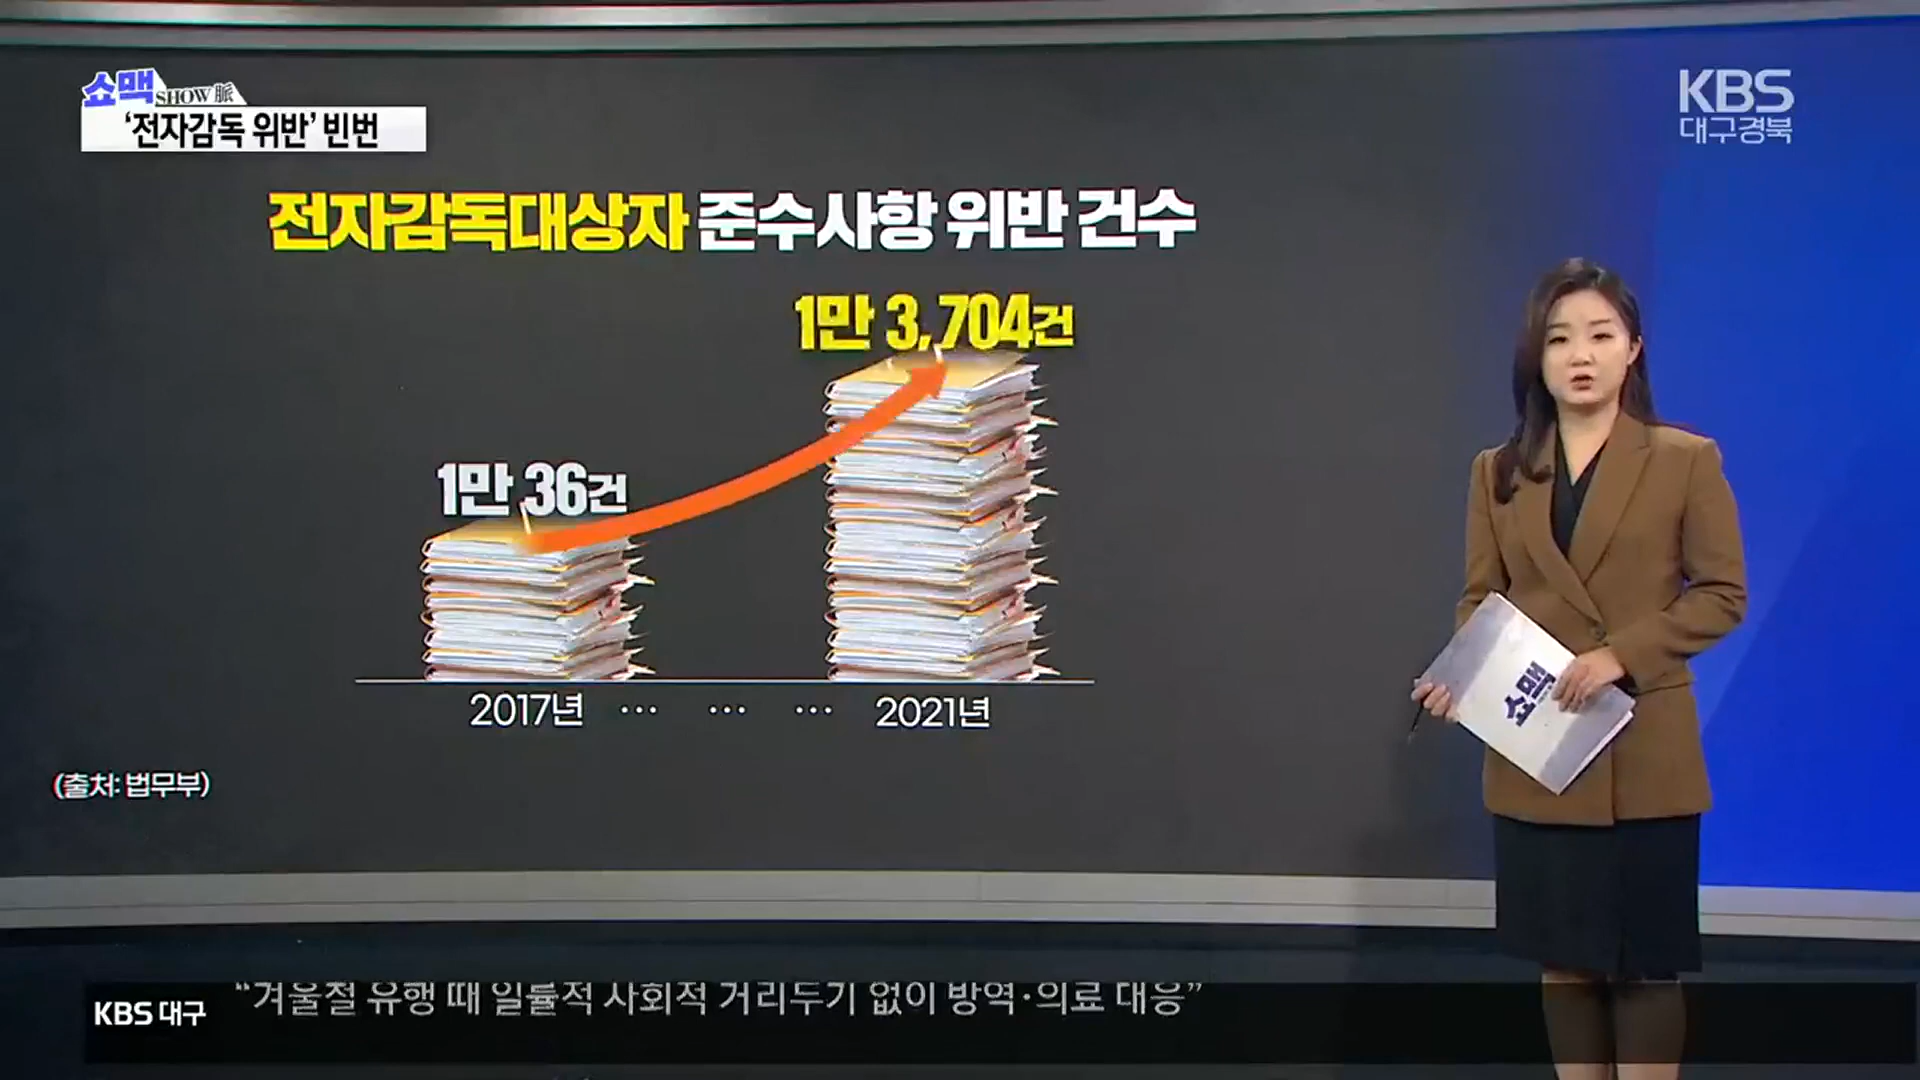 쇼맥 SHOW 脈
‘전자감독 위반’ 빈번
KBS
대구경북
전자감독대상자 준수사항 위반 건수
1만 3,704건
1만 36건
2017년 … … … 2021년
(출처: 법무부)
쇼맥
KBS 대구
“겨울철 유행 때 일률적 사회적 거리두기 없이 방역·의료 대응”